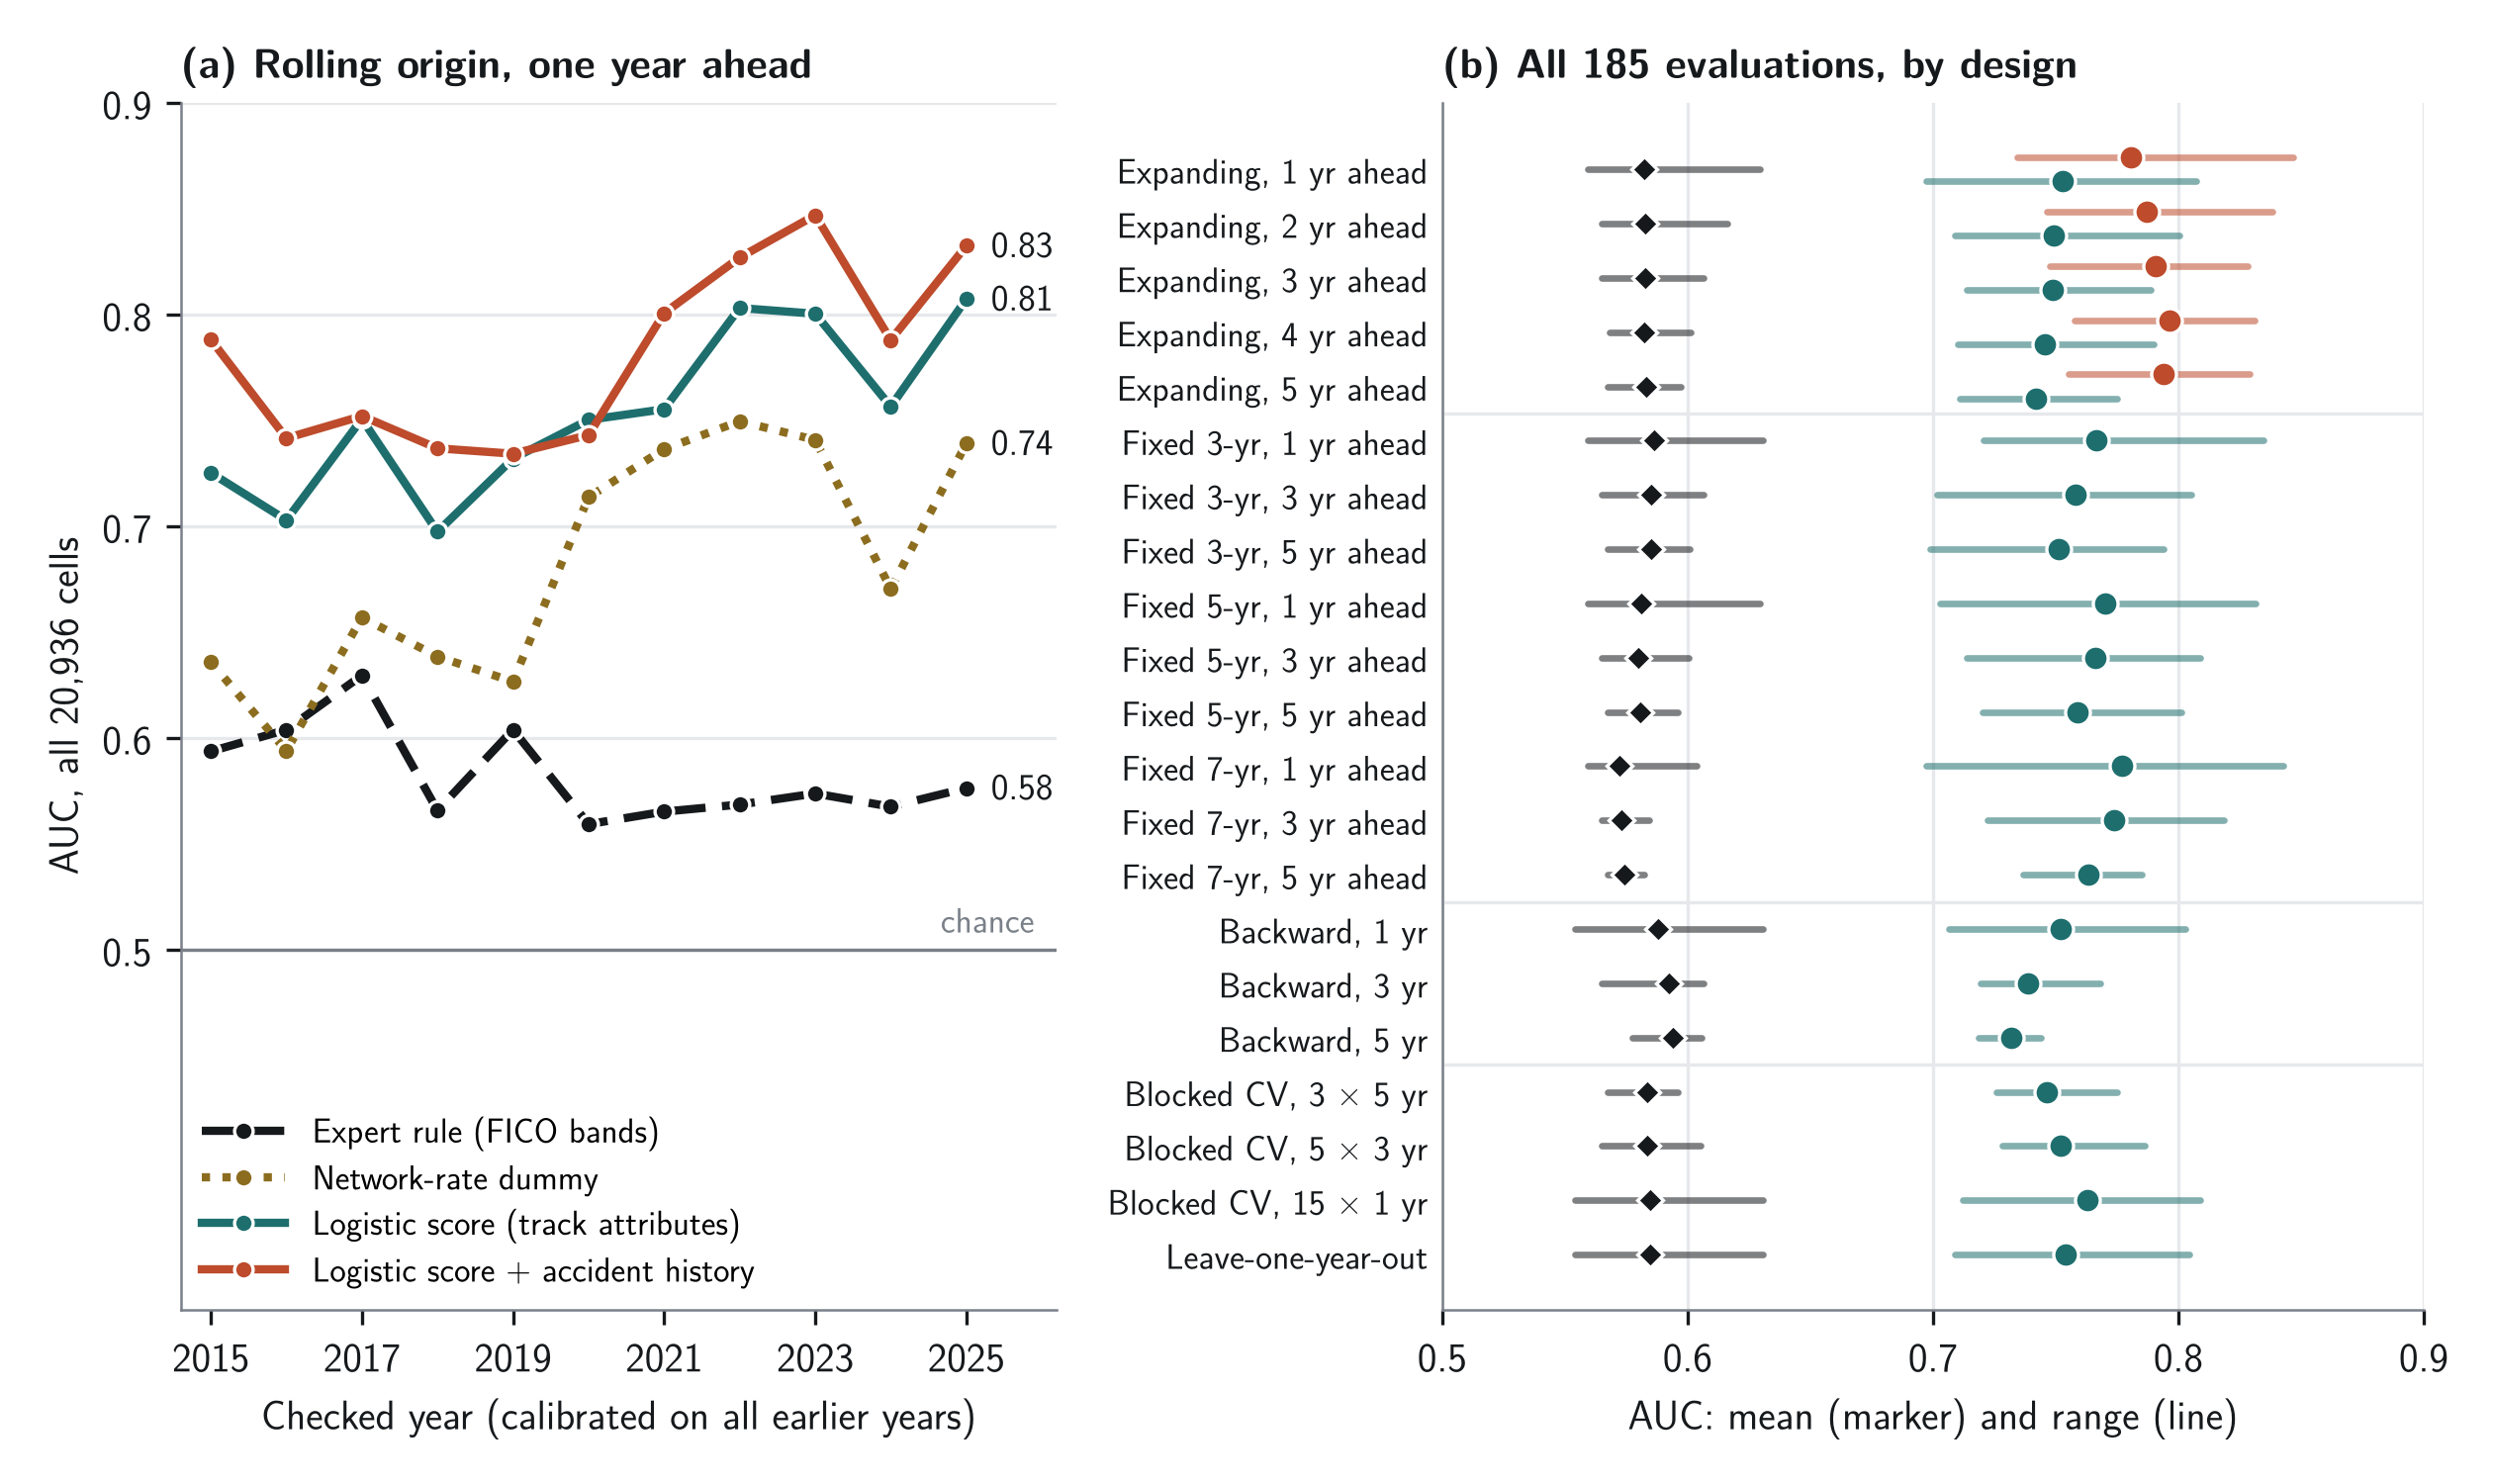 (a) Rolling origin, one year ahead
0.9
0.8
0.7
0.6
0.5
AUC, all 20,936 cells
0.83
0.81
0.74
0.58
chance
Expert rule (FICO bands)
Network-rate dummy
Logistic score (track attributes)
Logistic score + accident history
2015
2017
2019
2021
2023
2025
Checked year (calibrated on all earlier years)
(b) All 185 evaluations, by design
Expanding, 1 yr ahead
Expanding, 2 yr ahead
Expanding, 3 yr ahead
Expanding, 4 yr ahead
Expanding, 5 yr ahead
Fixed 3-yr, 1 yr ahead
Fixed 3-yr, 3 yr ahead
Fixed 3-yr, 5 yr ahead
Fixed 5-yr, 1 yr ahead
Fixed 5-yr, 3 yr ahead
Fixed 5-yr, 5 yr ahead
Fixed 7-yr, 1 yr ahead
Fixed 7-yr, 3 yr ahead
Fixed 7-yr, 5 yr ahead
Backward, 1 yr
Backward, 3 yr
Backward, 5 yr
Blocked CV, 3 × 5 yr
Blocked CV, 5 × 3 yr
Blocked CV, 15 × 1 yr
Leave-one-year-out
0.5
0.6
0.7
0.8
0.9
AUC: mean (marker) and range (line)